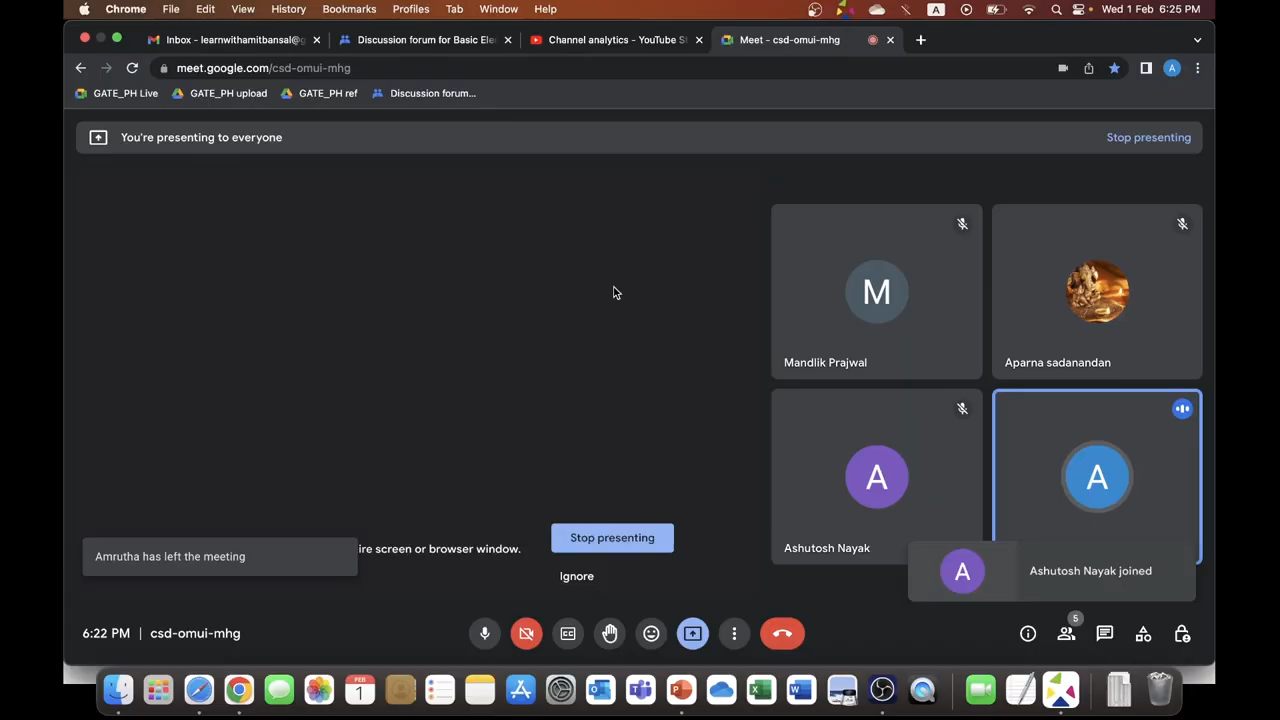 Chrome File Edit View History Bookmarks Profiles Tab Window Help A Wed 1 Feb 6:25 PM
Inbox - learnwithamitbansal@g Discussion forum for Basic Ele Channel analytics - YouTube St Meet - csd-omui-mhg
meet.google.com/csd-omui-mhg A
GATE_PH Live GATE_PH upload GATE_PH ref Discussion forum...
You're presenting to everyone Stop presenting
M
Mandlik Prajwal
Aparna sadanandan
A
Ashutosh Nayak
A
Amrutha has left the meeting
ire screen or browser window.
Stop presenting
Ignore
A Ashutosh Nayak joined
6:22 PM | csd-omui-mhg
5
FEB
1